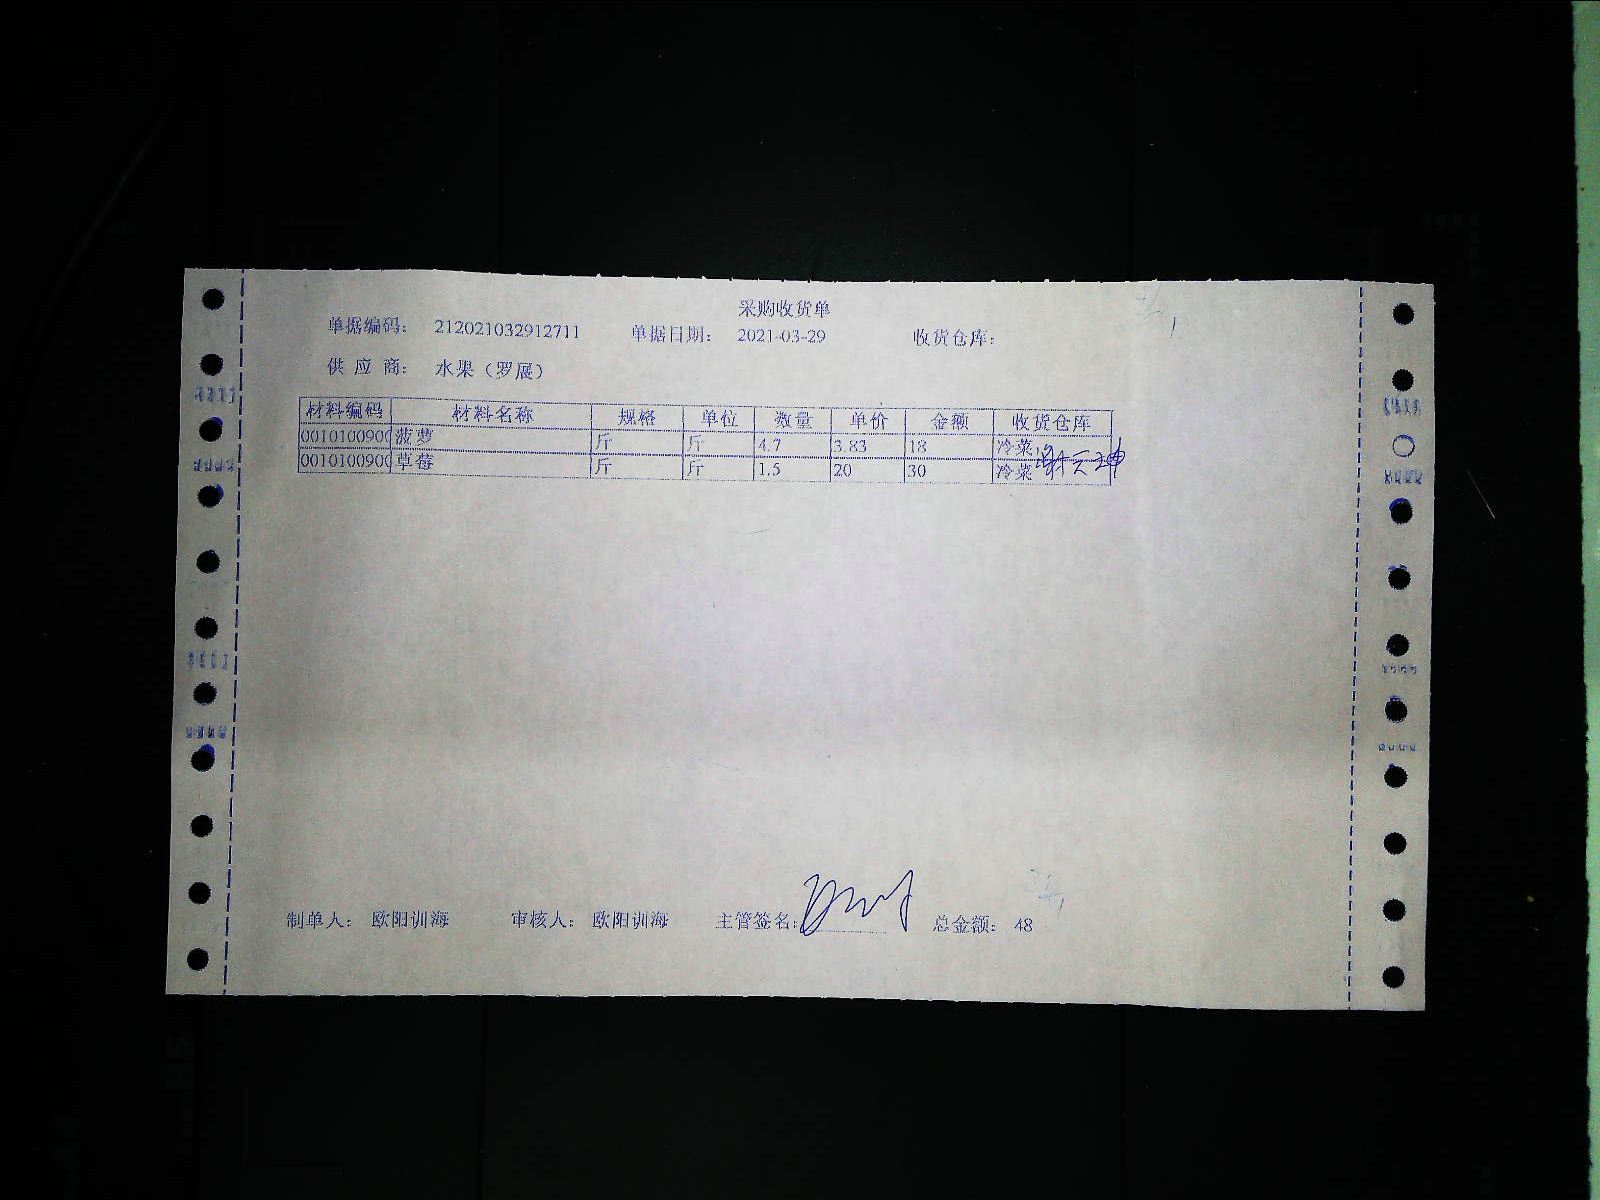 采购收货单
单据编码: 212021032912711 单据日期: 2021-03-29 收货仓库:
供 应 商: 水果（罗展）
材料编码 材料名称 规格 单位 数量 单价 金额 收货仓库
0010100900 菠萝 斤 斤 4.7 3.83 18 冷菜
0010100900 草莓 斤 斤 1.5 20 30 冷菜
制单人: 欧阳训海 审核人: 欧阳训海 主管签名: 总金额: 48